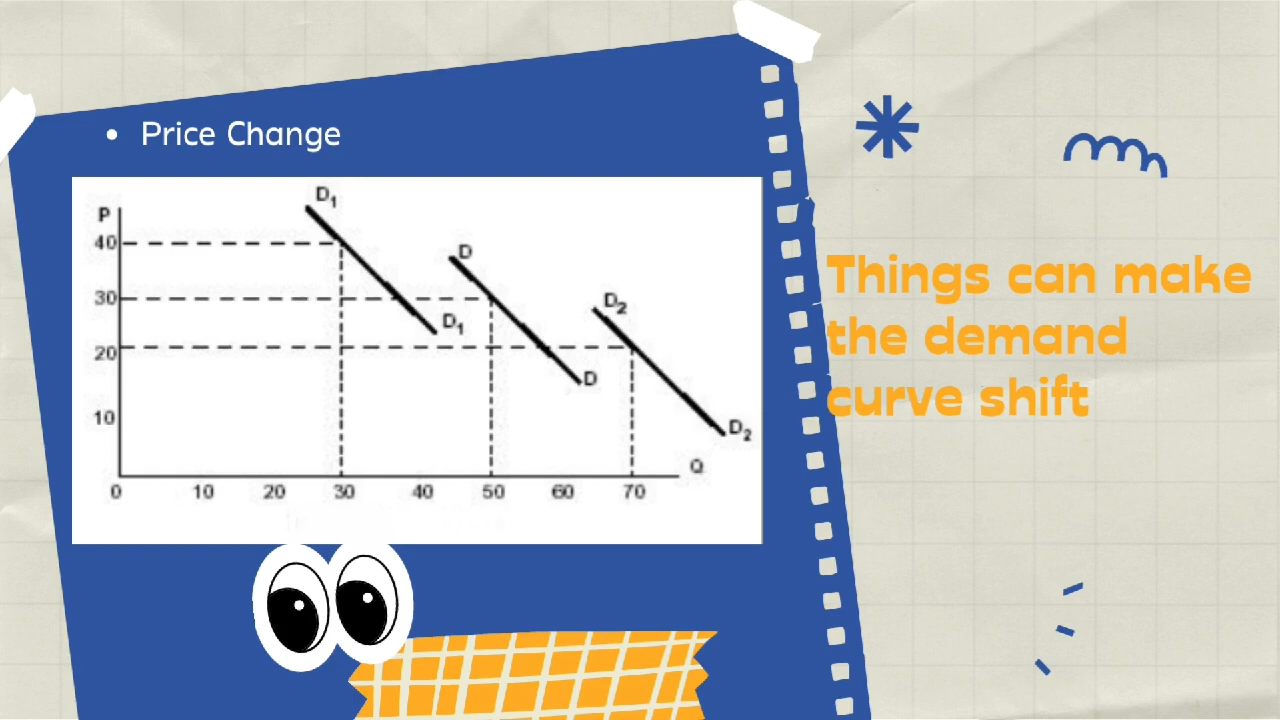 • Price Change
D1
P
40
D
30
D2
D1
20
D
10
D2
Q
0 10 20 30 40 50 60 70
Things can make
the demand
curve shift